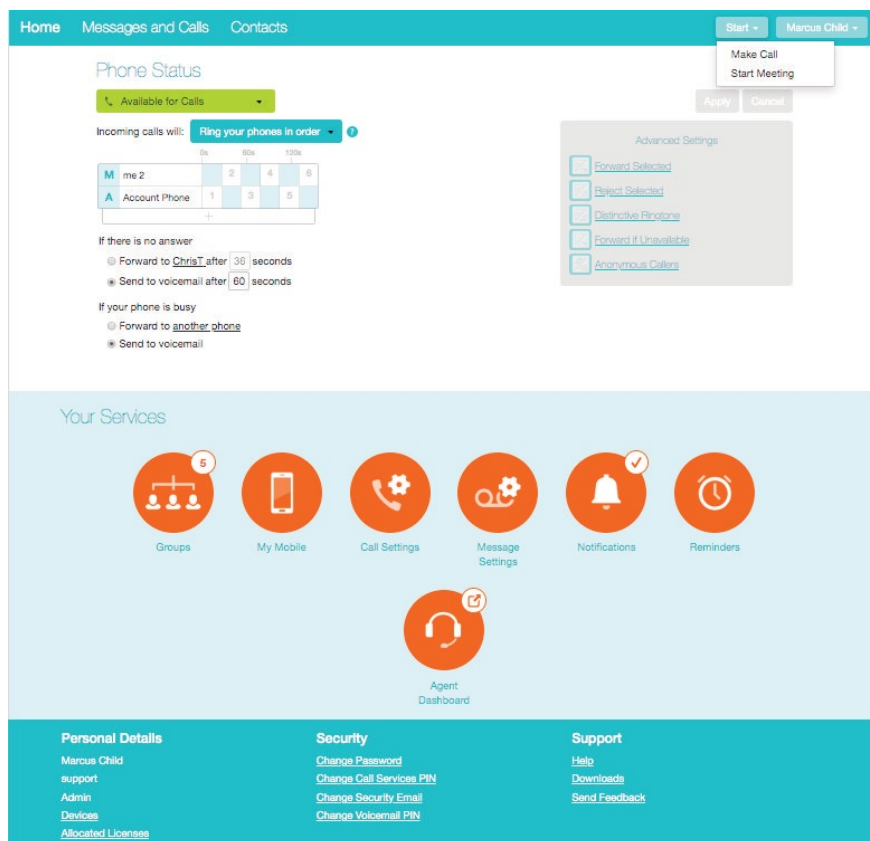 Home Messages and Calls Contacts Start Marcus Child
Make Call
Start Meeting
Phone Status
Available for Calls
Apply Cancel
Incoming calls will: Ring your phones in order ?
0s 60s 120s
M me 2 2 4 6
A Account Phone 1 3 5
+
Advanced Settings
Forward Selected
Reject Selected
Distinctive Ringtone
Forward if Unavailable
Anonymous Callers
If there is no answer
Forward to ChrisT after 36 seconds
Send to voicemail after 60 seconds
If your phone is busy
Forward to another phone
Send to voicemail
Your Services
5
Groups
My Mobile
Call Settings
Message
Settings
Notifications
Reminders
Agent
Dashboard
Personal Details
Marcus Child
support
Admin
Devices
Allocated Licenses
Security
Change Password
Change Call Services PIN
Change Security Email
Change Voicemail PIN
Support
Help
Downloads
Send Feedback